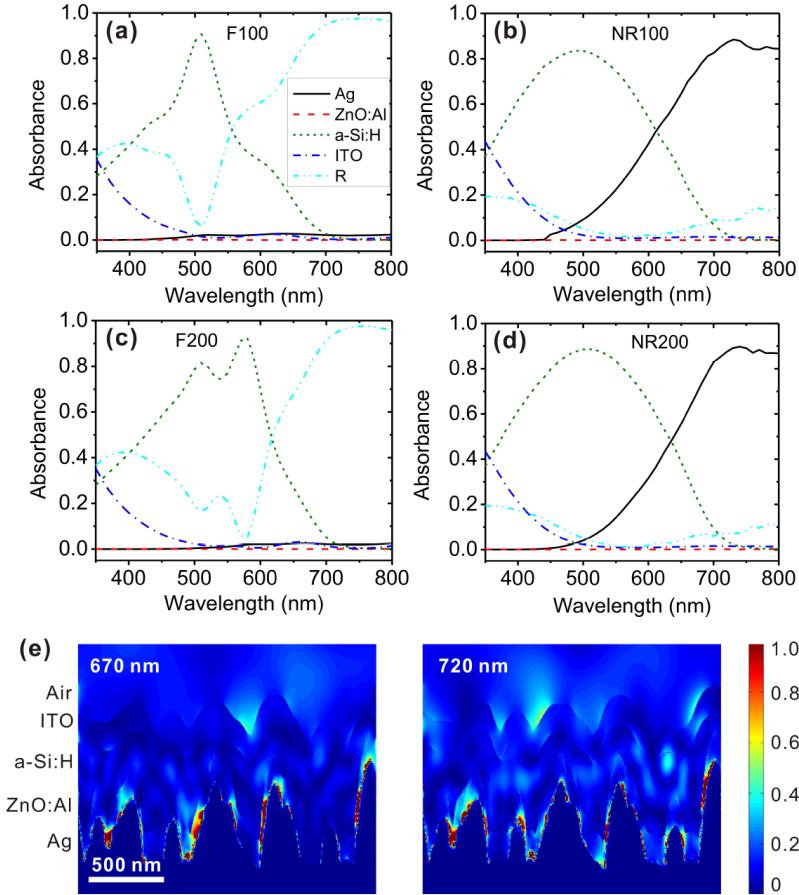 (a) F100
Absorbance
1.0
0.8
0.6
0.4
0.2
0.0
Ag
ZnO:Al
a-Si:H
ITO
R
400 500 600 700 800
Wavelength (nm)
(b) NR100
Absorbance
1.0
0.8
0.6
0.4
0.2
0.0
400 500 600 700 800
Wavelength (nm)
(c) F200
Absorbance
1.0
0.8
0.6
0.4
0.2
0.0
400 500 600 700 800
Wavelength (nm)
(d) NR200
Absorbance
1.0
0.8
0.6
0.4
0.2
0.0
400 500 600 700 800
Wavelength (nm)
(e)
670 nm
720 nm
Air
ITO
a-Si:H
ZnO:Al
Ag
500 nm
1.0
0.8
0.6
0.4
0.2
0